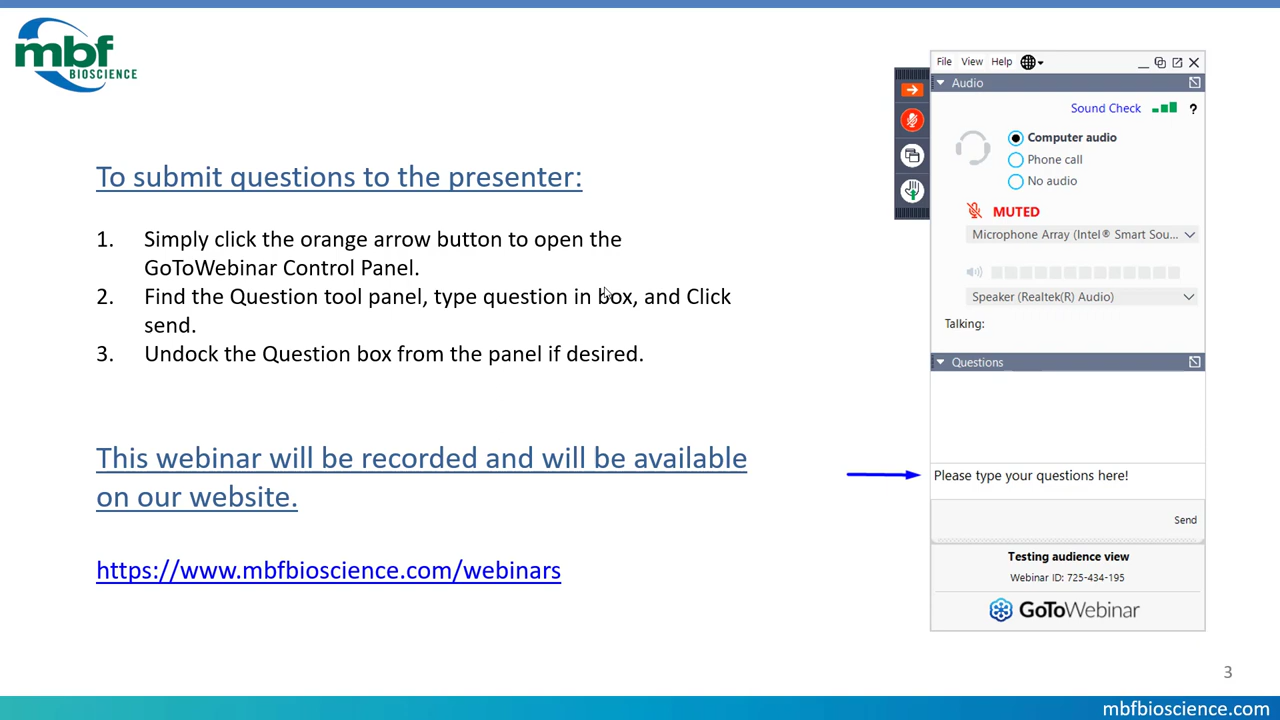 mbf
BIOSCIENCE
To submit questions to the presenter:
1. Simply click the orange arrow button to open the
GoToWebinar Control Panel.
2. Find the Question tool panel, type question in box, and Click
send.
3. Undock the Question box from the panel if desired.
This webinar will be recorded and will be available
on our website.
https://www.mbfbioscience.com/webinars
File View Help
Audio
Sound Check ?
Computer audio
Phone call
No audio
MUTED
Microphone Array (Intel® Smart Sou...
Speaker (Realtek(R) Audio)
Talking:
Questions
Please type your questions here!
Send
Testing audience view
Webinar ID: 725-434-195
GoToWebinar
3
mbfbioscience.com